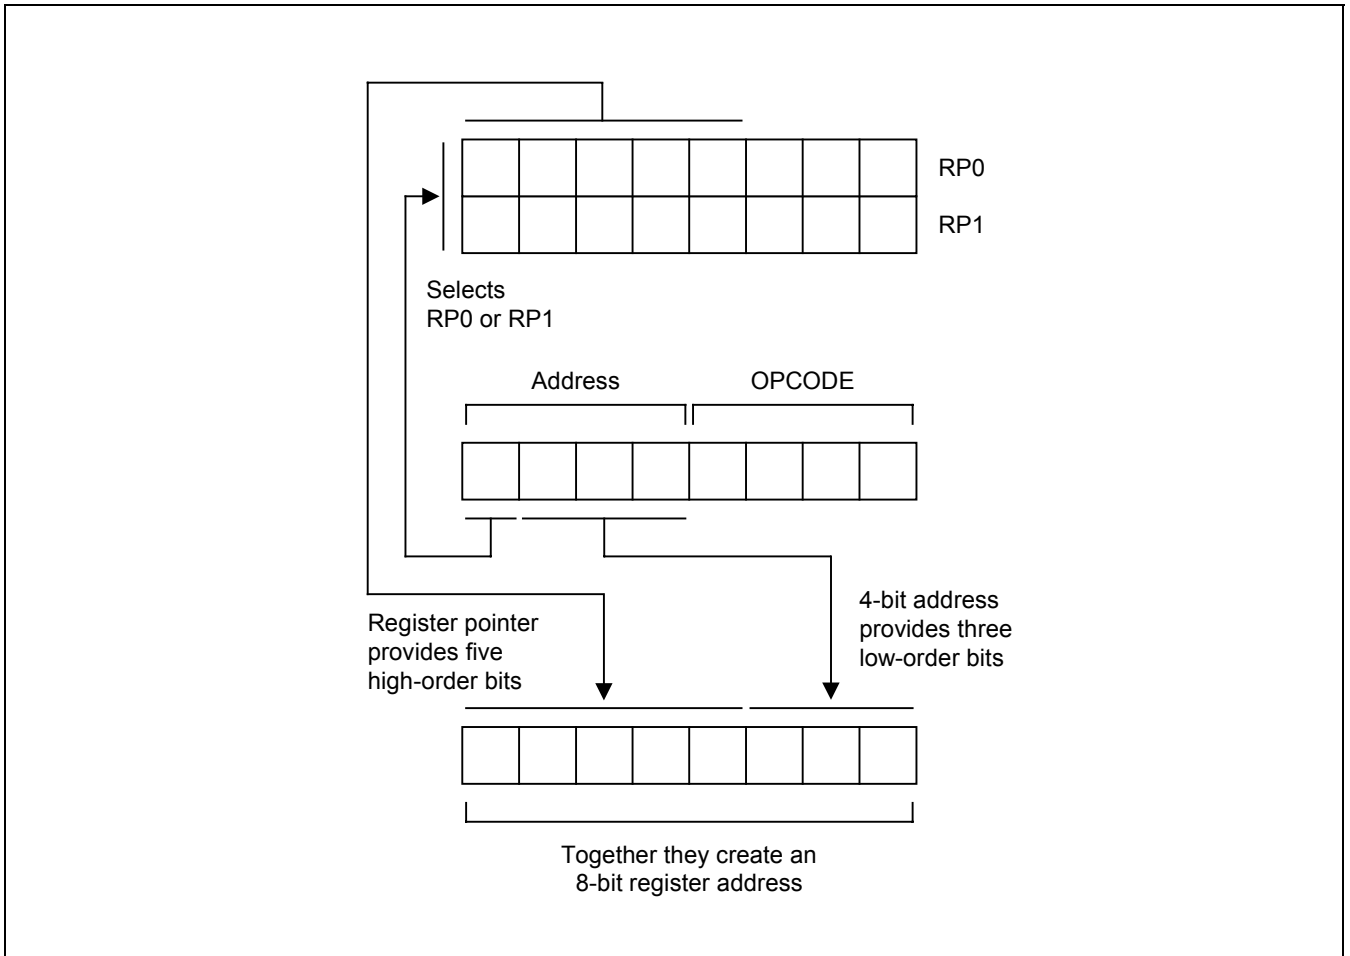 RP0
RP1
Selects
RP0 or RP1
Address
OPCODE
Register pointer
provides five
high-order bits
4-bit address
provides three
low-order bits
Together they create an
8-bit register address